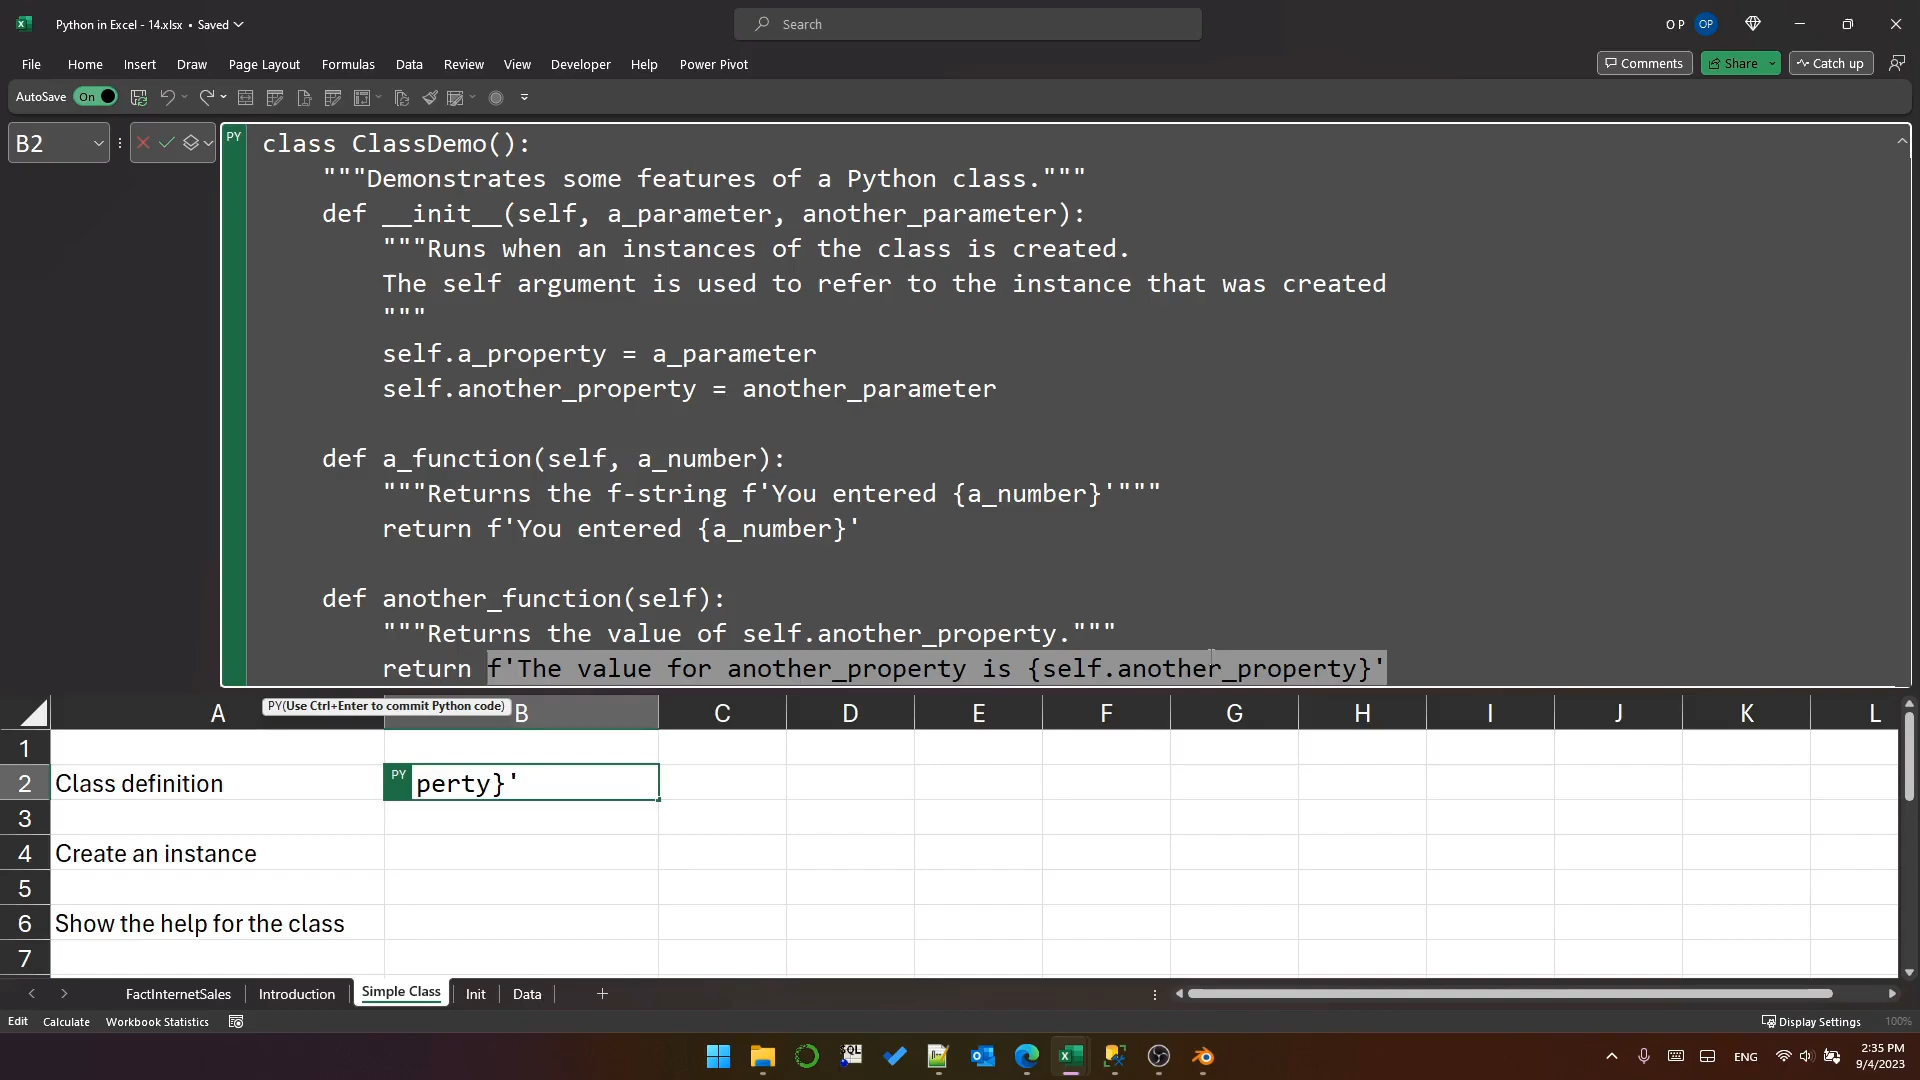 Python in Excel - 14.xlsx • Saved
Search
O P
OP
File
Home
Insert
Draw
Page Layout
Formulas
Data
Review
View
Developer
Help
Power Pivot
Comments
Share
Catch up
AutoSave
On
B2
PY
class ClassDemo():
"""Demonstrates some features of a Python class."""
def __init__(self, a_parameter, another_parameter):
"""Runs when an instances of the class is created.
The self argument is used to refer to the instance that was created
"""
self.a_property = a_parameter
self.another_property = another_parameter
def a_function(self, a_number):
"""Returns the f-string f'You entered {a_number}'"""
return f'You entered {a_number}'
def another_function(self):
"""Returns the value of self.another_property."""
return f'The value for another_property is {self.another_property}'
PY(Use Ctrl+Enter to commit Python code)
A
B
C
D
E
F
G
H
I
J
K
L
1
2
Class definition
PY
perty}'
3
4
Create an instance
5
6
Show the help for the class
7
FactInternetSales
Introduction
Simple Class
Init
Data
Edit
Calculate
Workbook Statistics
Display Settings
100%
SQL
ENG
2:35 PM
9/4/2023